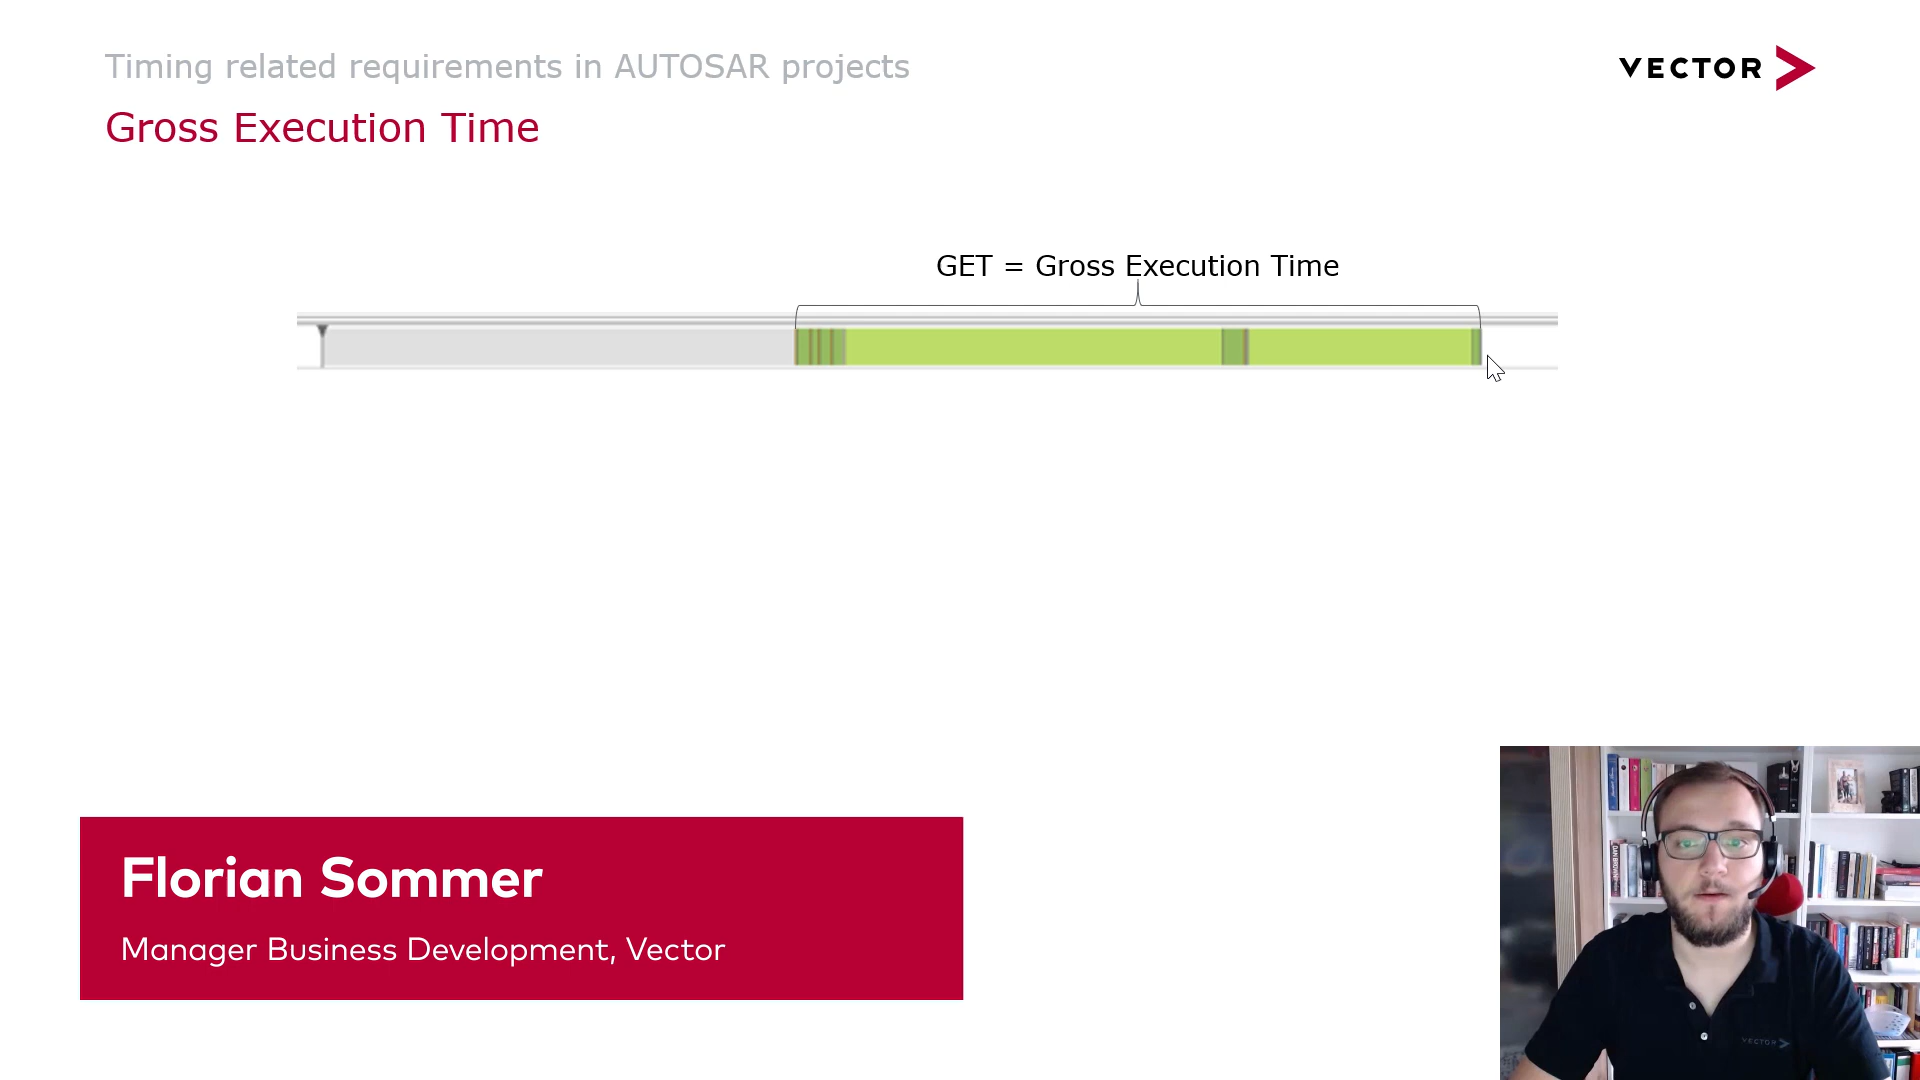 Timing related requirements in AUTOSAR projects
VECTOR
Gross Execution Time
GET = Gross Execution Time
Florian Sommer
Manager Business Development, Vector
VECTOR